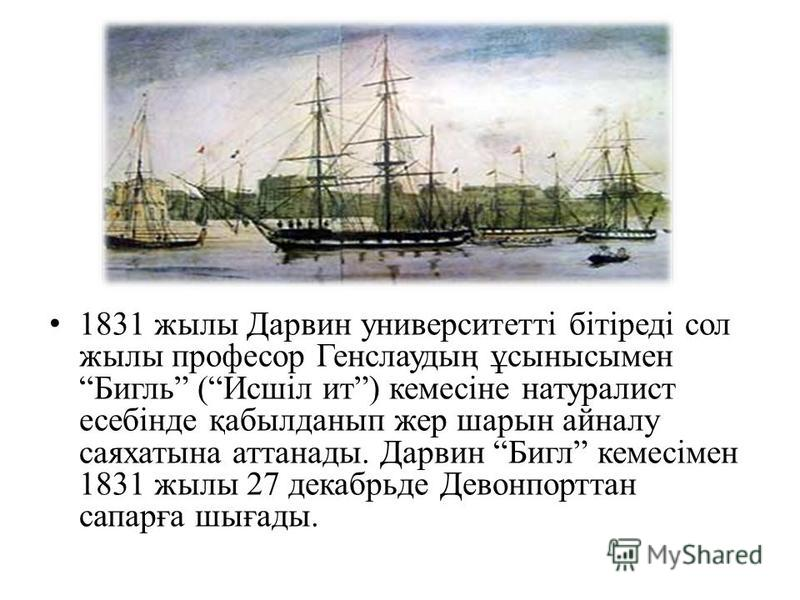 • 1831 жылы Дарвин университетті бітіреді сол
жылы професор Генслаудың ұсынысымен
“Бигль” (“Исшіл ит”) кемесіне натуралист
есебінде қабылданып жер шарын айналу
саяхатына аттанады. Дарвин “Бигл” кемесімен
1831 жылы 27 декабрьде Девонпорттан
сапарға шығады.
MyShared